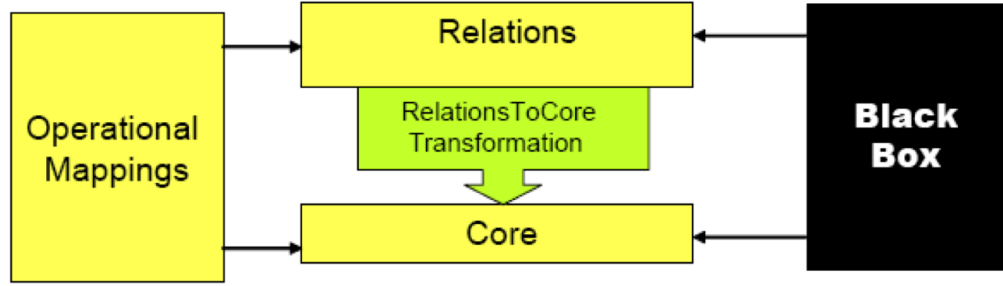 Operational
Mappings
Relations
RelationsToCore
Transformation
Core
Black
Box